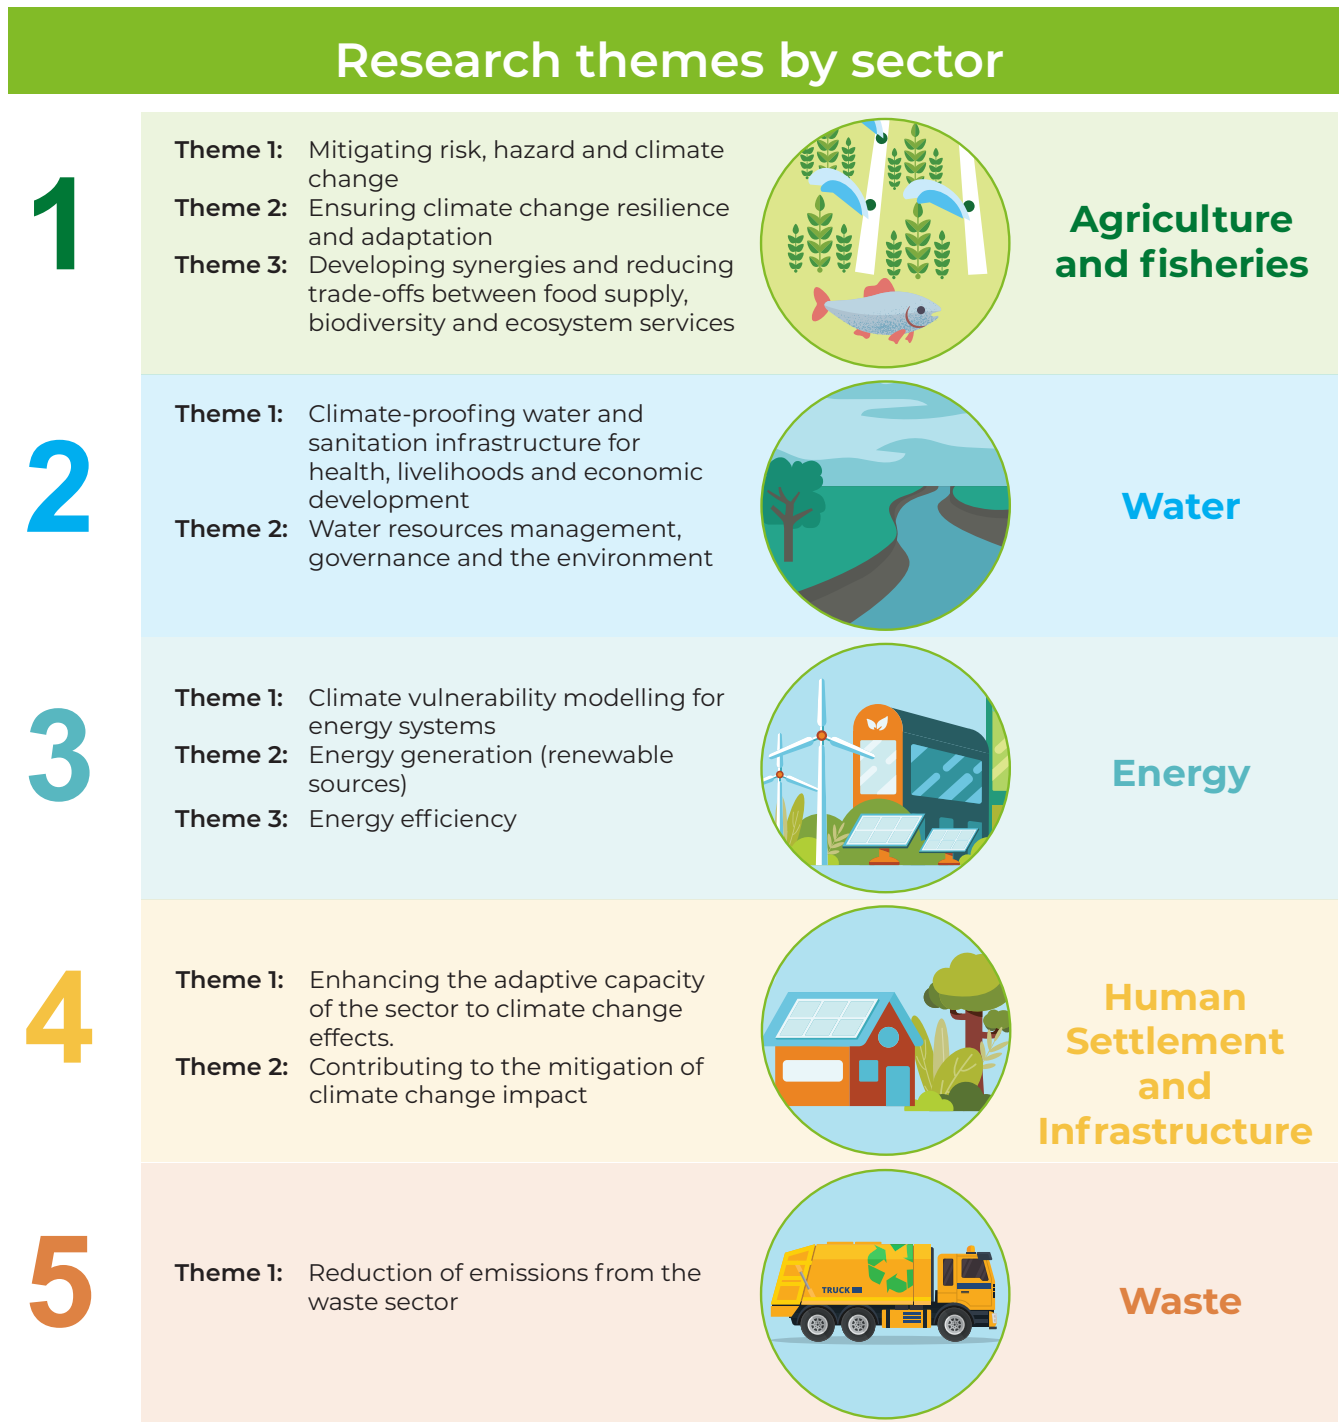 Research themes by sector
1
Theme 1: Mitigating risk, hazard and climate
change
Theme 2: Ensuring climate change resilience
and adaptation
Theme 3: Developing synergies and reducing
trade-offs between food supply,
biodiversity and ecosystem services
Agriculture
and fisheries
2
Theme 1: Climate-proofing water and
sanitation infrastructure for
health, livelihoods and economic
development
Theme 2: Water resources management,
governance and the environment
Water
3
Theme 1: Climate vulnerability modelling for
energy systems
Theme 2: Energy generation (renewable
sources)
Theme 3: Energy efficiency
Energy
4
Theme 1: Enhancing the adaptive capacity
of the sector to climate change
effects.
Theme 2: Contributing to the mitigation of
climate change impact
Human
Settlement
and
Infrastructure
5
Theme 1: Reduction of emissions from the
waste sector
TRUCK
Waste